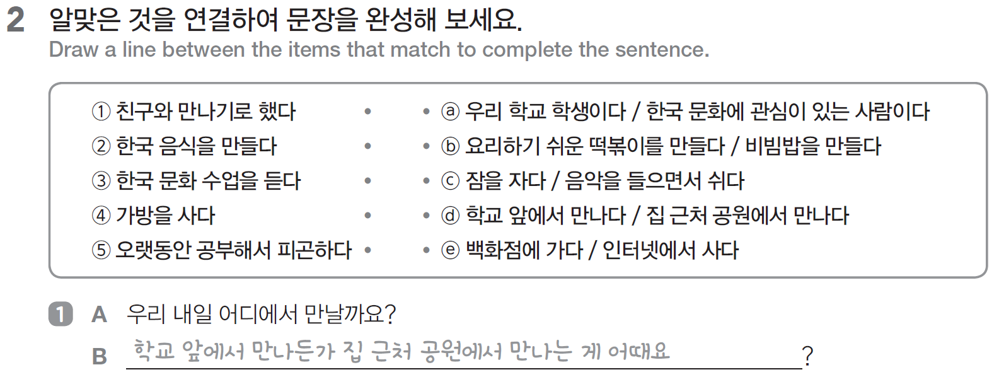 2 알맞은 것을 연결하여 문장을 완성해 보세요.
Draw a line between the items that match to complete the sentence.
① 친구와 만나기로 했다 • • ⓐ 우리 학교 학생이다 / 한국 문화에 관심이 있는 사람이다
② 한국 음식을 만들다 • • ⓑ 요리하기 쉬운 떡볶이를 만들다 / 비빔밥을 만들다
③ 한국 문화 수업을 듣다 • • ⓒ 잠을 자다 / 음악을 들으면서 쉬다
④ 가방을 사다 • • ⓓ 학교 앞에서 만나다 / 집 근처 공원에서 만나다
⑤ 오랫동안 공부해서 피곤하다 • • ⓔ 백화점에 가다 / 인터넷에서 사다
1 A 우리 내일 어디에서 만날까요?
B 학교 앞에서 만나든가 집 근처 공원에서 만나는 게 어때요?